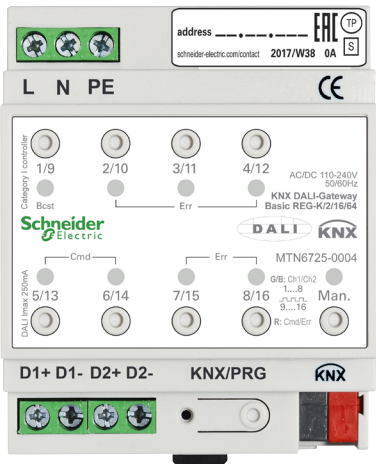 address
EAC
TP
S
schneider-electric.com/contact 2017/W38 0A
L N PE
CE
Category I controller
1/9 2/10 3/11 4/12
AC/DC 110-240V
50/60Hz
Bcst
Err
KNX DALI-Gateway
Basic REG-K/2/16/64
Schneider
Electric
DALI
KNX
Cmd
Err
MTN6725-0004
DALI Imax 250mA
5/13 6/14 7/15 8/16 Man.
G/B: Ch1/Ch2
1....8
9....16
R: Cmd/Err
D1+ D1- D2+ D2- KNX/PRG KNX